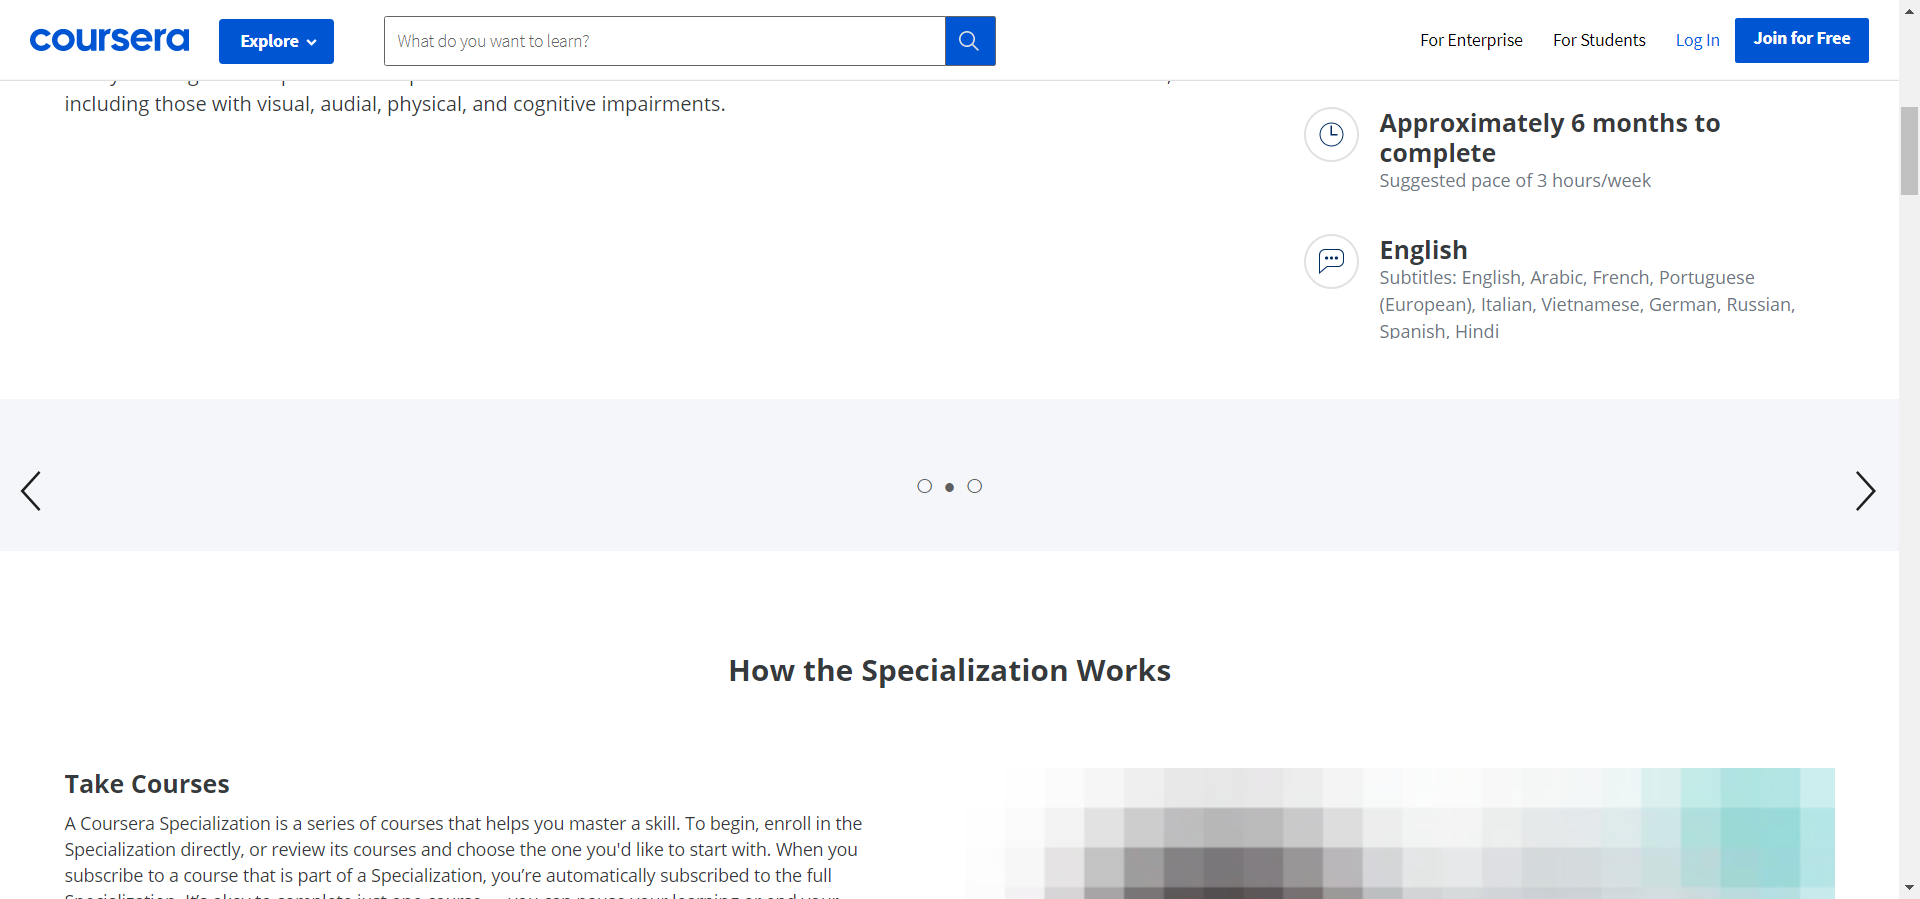 coursera
Explore
What do you want to learn?
For Enterprise
For Students
Log In
Join for Free
including those with visual, audial, physical, and cognitive impairments.
Approximately 6 months to
complete
Suggested pace of 3 hours/week
English
Subtitles: English, Arabic, French, Portuguese
(European), Italian, Vietnamese, German, Russian,
Spanish, Hindi
How the Specialization Works
Take Courses
A Coursera Specialization is a series of courses that helps you master a skill. To begin, enroll in the
Specialization directly, or review its courses and choose the one you'd like to start with. When you
subscribe to a course that is part of a Specialization, you’re automatically subscribed to the full